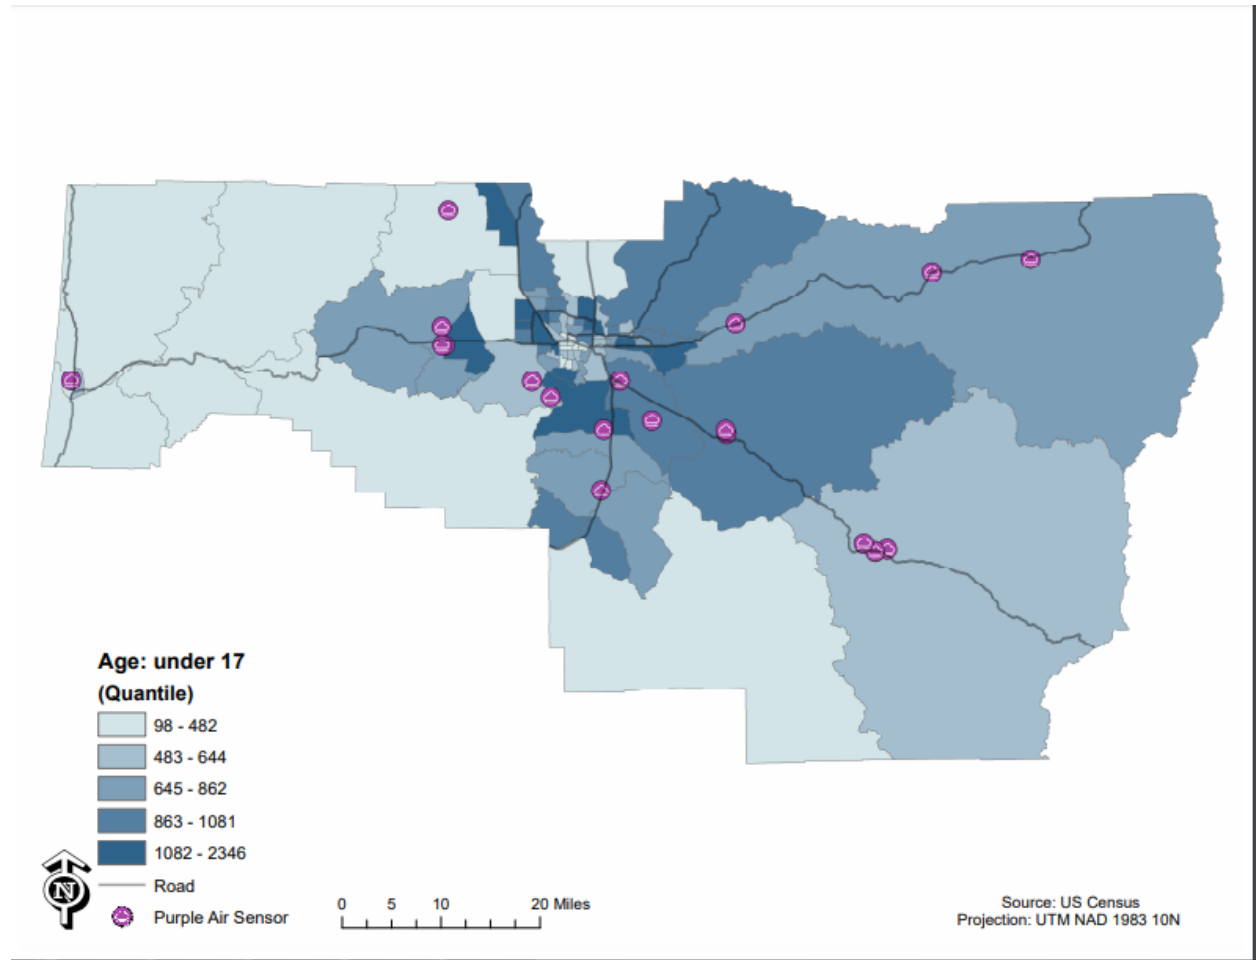 Age: under 17
(Quantile)
98 - 482
483 - 644
645 - 862
863 - 1081
1082 - 2346
Road
Purple Air Sensor
N
0 5 10 20 Miles
Source: US Census
Projection: UTM NAD 1983 10N